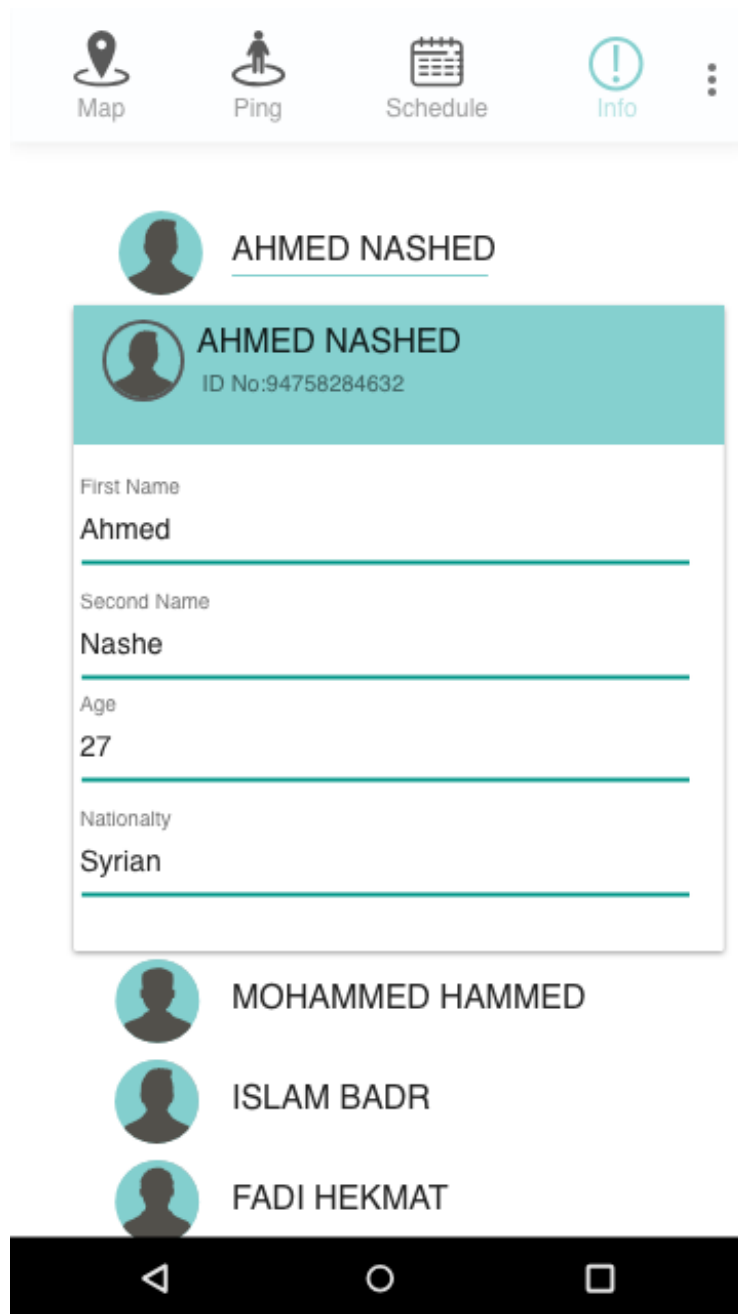 Map Ping Schedule Info
AHMED NASHED
AHMED NASHED
ID No:94758284632
First Name
Ahmed
Second Name
Nashe
Age
27
Nationalty
Syrian
MOHAMMED HAMMED
ISLAM BADR
FADI HEKMAT